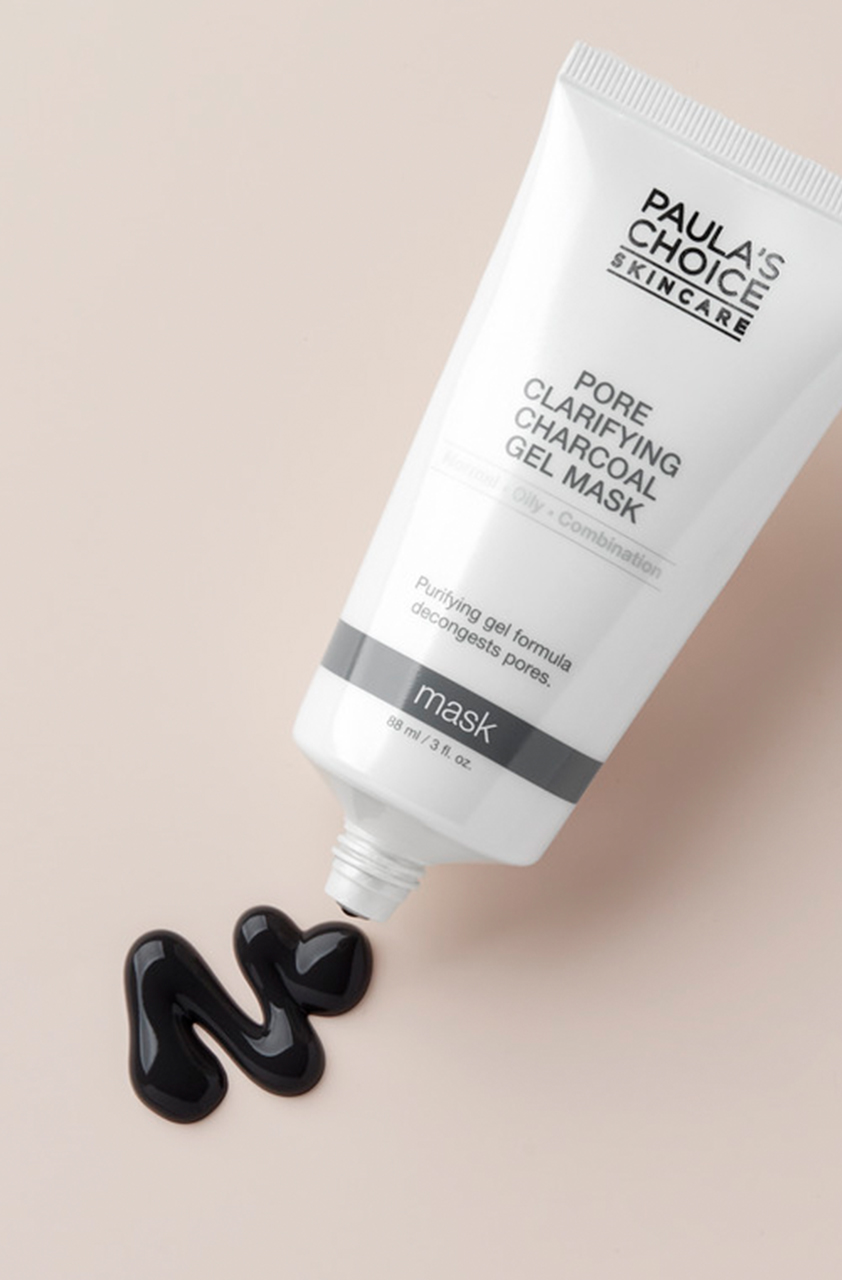 PAULA'S
CHOICE
SKINCARE
PORE
CLARIFYING
CHARCOAL
GEL MASK
Normal • Oily • Combination
Purifying gel formula
decongests pores.
mask
88 ml / 3 fl. oz.